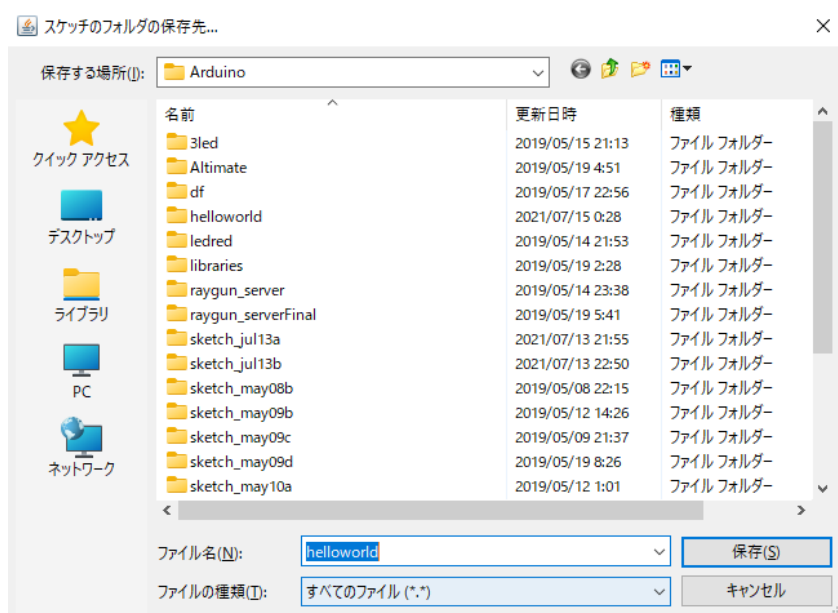 スケッチのフォルダの保存先...
保存する場所(I): Arduino
名前 更新日時 種類
3led 2019/05/15 21:13 ファイル フォルダー
Altimate 2019/05/19 4:51 ファイル フォルダー
df 2019/05/17 22:56 ファイル フォルダー
helloworld 2021/07/15 0:28 ファイル フォルダー
ledred 2019/05/14 21:53 ファイル フォルダー
libraries 2019/05/19 2:28 ファイル フォルダー
raygun_server 2019/05/14 23:38 ファイル フォルダー
raygun_serverFinal 2019/05/19 5:41 ファイル フォルダー
sketch_jul13a 2021/07/13 21:55 ファイル フォルダー
sketch_jul13b 2021/07/13 22:50 ファイル フォルダー
sketch_may08b 2019/05/08 22:15 ファイル フォルダー
sketch_may09b 2019/05/12 14:26 ファイル フォルダー
sketch_may09c 2019/05/09 21:37 ファイル フォルダー
sketch_may09d 2019/05/19 8:26 ファイル フォルダー
sketch_may10a 2019/05/12 1:01 ファイル フォルダー
クイック アクセス
デスクトップ
ライブラリ
PC
ネットワーク
ファイル名(N): helloworld 保存(S)
ファイルの種類(T): すべてのファイル (*.*) キャンセル